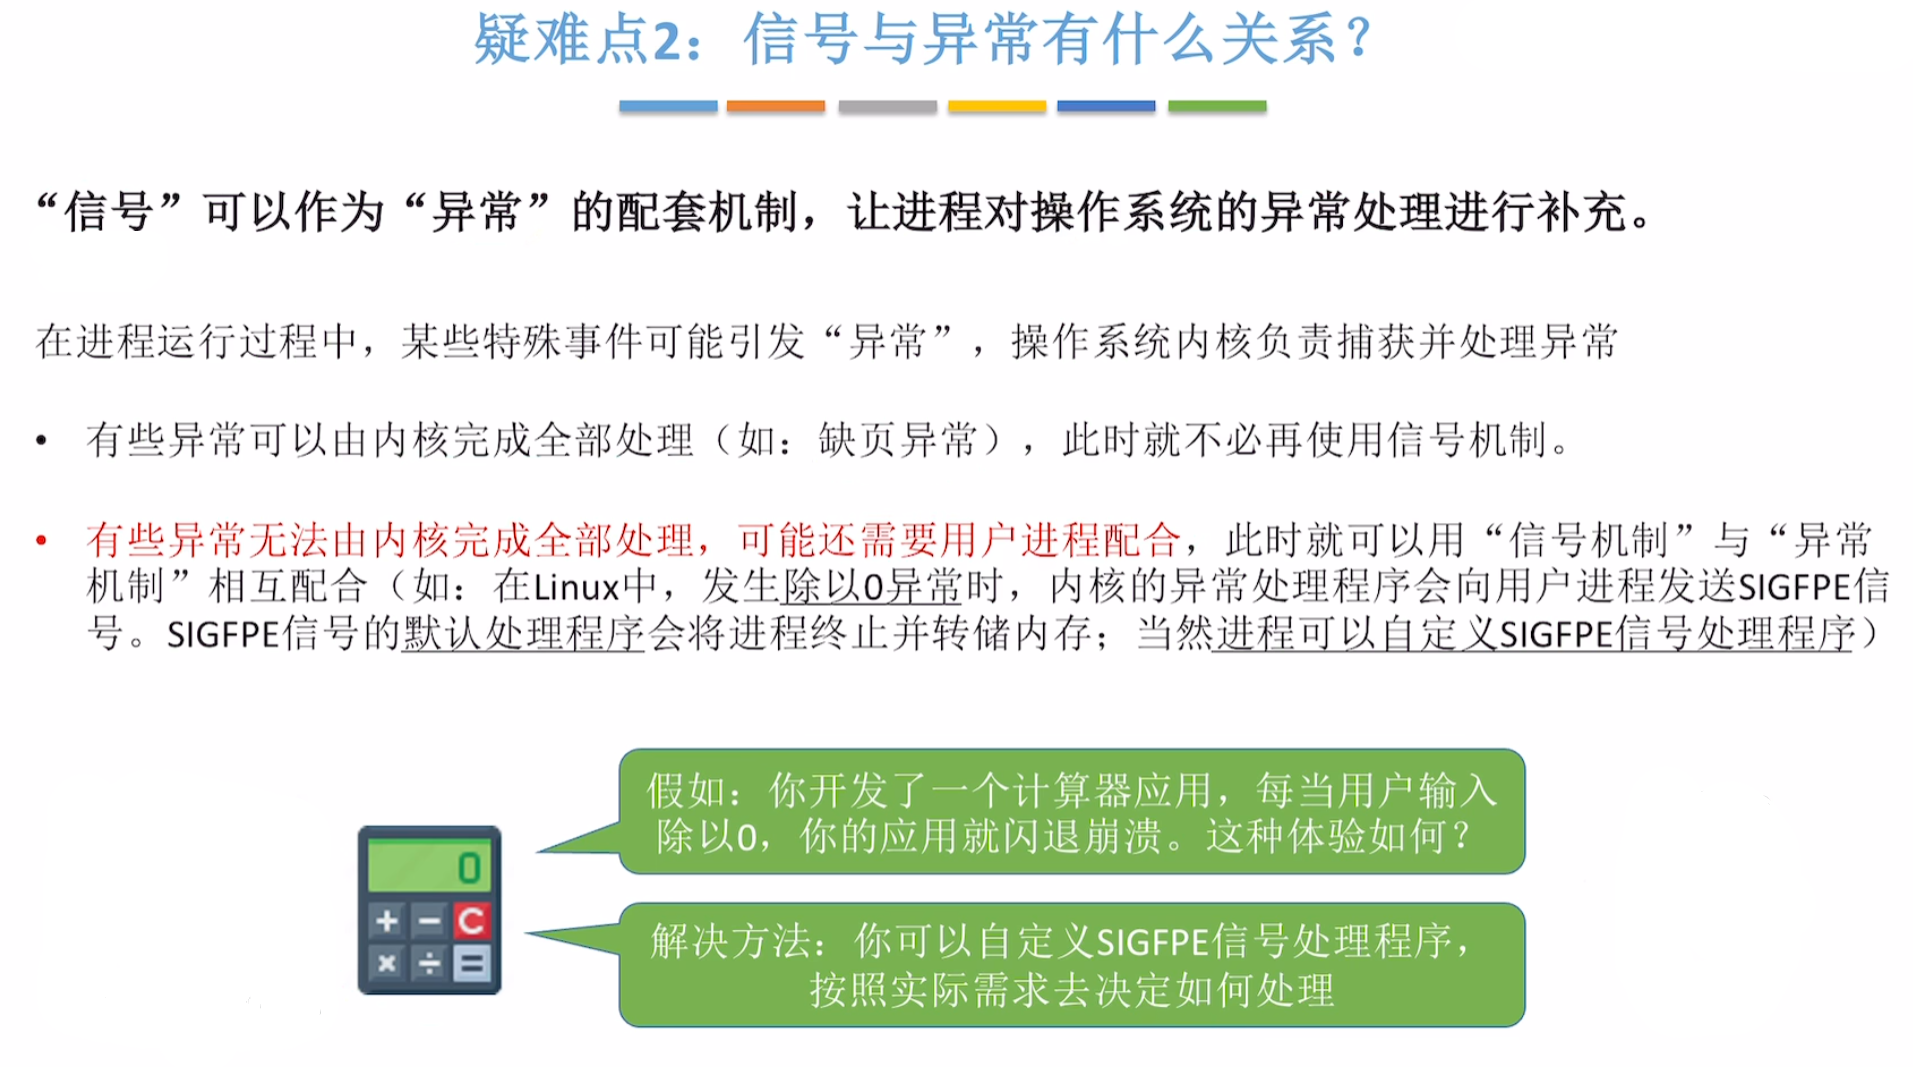 疑难点2：信号与异常有什么关系？
“信号”可以作为“异常”的配套机制，让进程对操作系统的异常处理进行补充。
在进程运行过程中，某些特殊事件可能引发“异常”，操作系统内核负责捕获并处理异常
• 有些异常可以由内核完成全部处理（如：缺页异常），此时就不必再使用信号机制。
• 有些异常无法由内核完成全部处理，可能还需要用户进程配合，此时就可以用“信号机制”与“异常
机制”相互配合（如：在Linux中，发生除以0异常时，内核的异常处理程序会向用户进程发送SIGFPE信
号。SIGFPE信号的默认处理程序会将进程终止并转储内存；当然进程可以自定义SIGFPE信号处理程序）
假如：你开发了一个计算器应用，每当用户输入
除以0，你的应用就闪退崩溃。这种体验如何？
0
+ − C
× ÷ =
解决方法：你可以自定义SIGFPE信号处理程序，
按照实际需求去决定如何处理